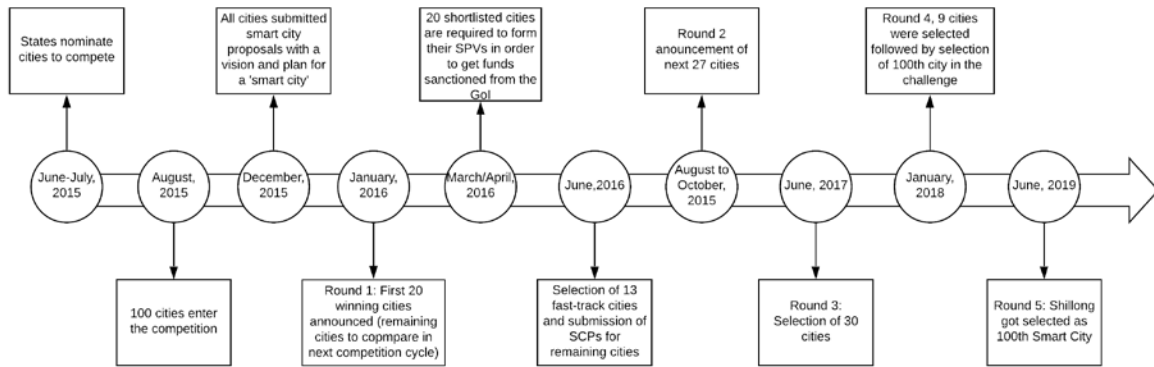 States nominate
cities to compete
All cities submitted
smart city
proposals with a
vision and plan for
a 'smart city'
20 shortlisted cities
are required to form
their SPVs in order
to get funds
sanctioned from the
GoI
Round 2
anouncement of
next 27 cities
Round 4, 9 cities
were selected
followed by selection
of 100th city in the
challenge
June-July,
2015
August,
2015
December,
2015
January,
2016
March/April,
2016
June,2016
August to
October,
2015
June, 2017
January,
2018
June, 2019
100 cities enter
the competition
Round 1: First 20
winning cities
announced (remaining
cities to copmpare in
next competition cycle)
Selection of 13
fast-track cities
and submission of
SCPs for
remaining cities
Round 3:
Selection of 30
cities
Round 5: Shillong
got selected as
100th Smart City